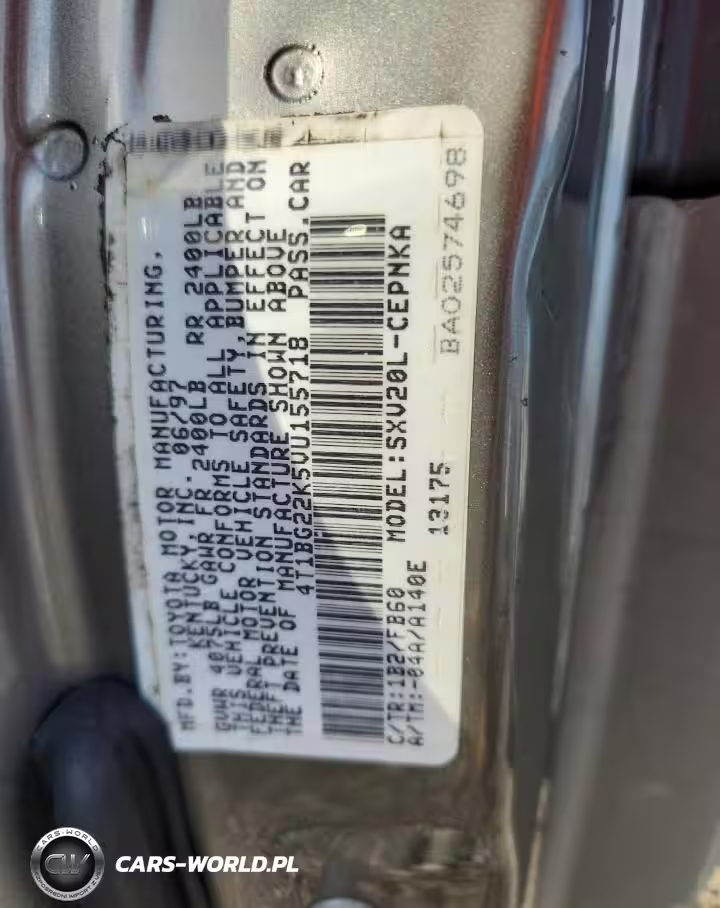 MFD.BY:TOYOTA MOTOR MANUFACTURING,
KENTUCKY,INC. 06/97
GVWR 4075LB GAWR FR 2400LB RR 2400LB
THIS VEHICLE CONFORMS TO ALL APPLICABLE
FEDERAL MOTOR VEHICLE SAFETY,BUMPER AND
THEFT PREVENTION STANDARDS IN EFFECT ON
THE DATE OF MANUFACTURE SHOWN ABOVE
4T1BG22K5VU155718 PASS.CAR
C/TR:1B2/FB60 MODEL:SXV20L-CEPNKA
A/TM:-04A/A140E 13175
BA02574698
CARS-WORLD
CW
CARS-WORLD.PL